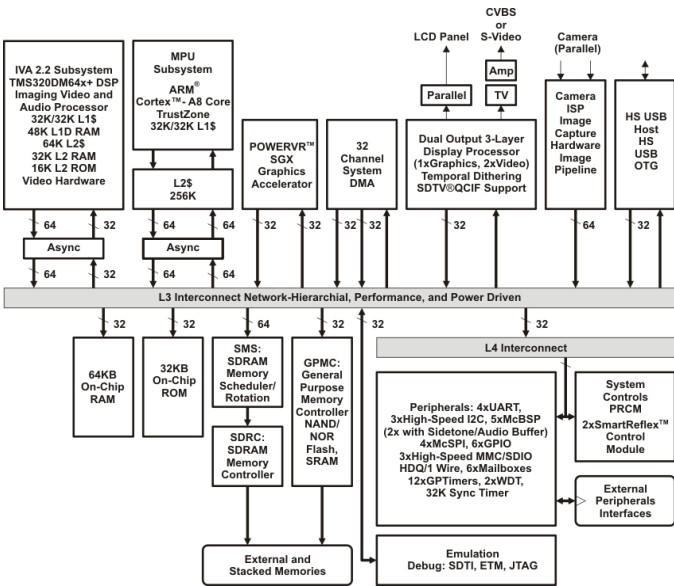 CVBS
or
S-Video
LCD Panel
Camera
(Parallel)
Amp
Parallel
TV
IVA 2.2 Subsystem
TMS320DM64x+ DSP
Imaging Video and
Audio Processor
32K/32K L1$
48K L1D RAM
64K L2$
32K L2 RAM
16K L2 ROM
Video Hardware
MPU
Subsystem
ARM®
Cortex™- A8 Core
TrustZone
32K/32K L1$
L2$
256K
POWERVR™
SGX
Graphics
Accelerator
32
Channel
System
DMA
Dual Output 3-Layer
Display Processor
(1xGraphics, 2xVideo)
Temporal Dithering
SDTV®QCIF Support
Camera
ISP
Image
Capture
Hardware
Image
Pipeline
HS USB
Host
HS
USB
OTG
64 32 64 64 32 32 32 32 64 32
Async
Async
64 32 64 64
L3 Interconnect Network-Hierarchial, Performance, and Power Driven
32 32 64 32 32 32
L4 Interconnect
64KB
On-Chip
RAM
32KB
On-Chip
ROM
SMS:
SDRAM
Memory
Scheduler/
Rotation
SDRC:
SDRAM
Memory
Controller
GPMC:
General
Purpose
Memory
Controller
NAND/
NOR
Flash,
SRAM
Peripherals: 4xUART,
3xHigh-Speed I2C, 5xMcBSP
(2x with Sidetone/Audio Buffer)
4xMcSPI, 6xGPIO
3xHigh-Speed MMC/SDIO
HDQ/1 Wire, 6xMailboxes
12xGPTimers, 2xWDT,
32K Sync Timer
System
Controls
PRCM
2xSmartReflex™
Control
Module
External
Peripherals
Interfaces
External and
Stacked Memories
Emulation
Debug: SDTI, ETM, JTAG